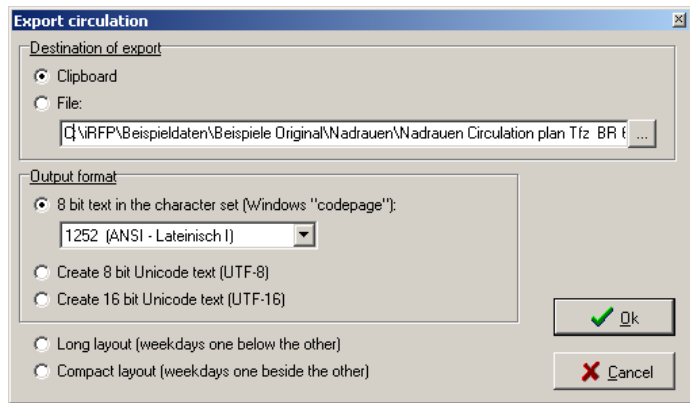 Export circulation
Destination of export
Clipboard
File:
C:\iRFP\Beispieldaten\Beispiele Original\Nadrauen\Nadrauen Circulation plan Tfz BR
...
Output format
8 bit text in the character set (Windows "codepage"):
1252 (ANSI - Lateinisch I)
Create 8 bit Unicode text (UTF-8)
Create 16 bit Unicode text (UTF-16)
Ok
Long layout (weekdays one below the other)
Compact layout (weekdays one beside the other)
Cancel